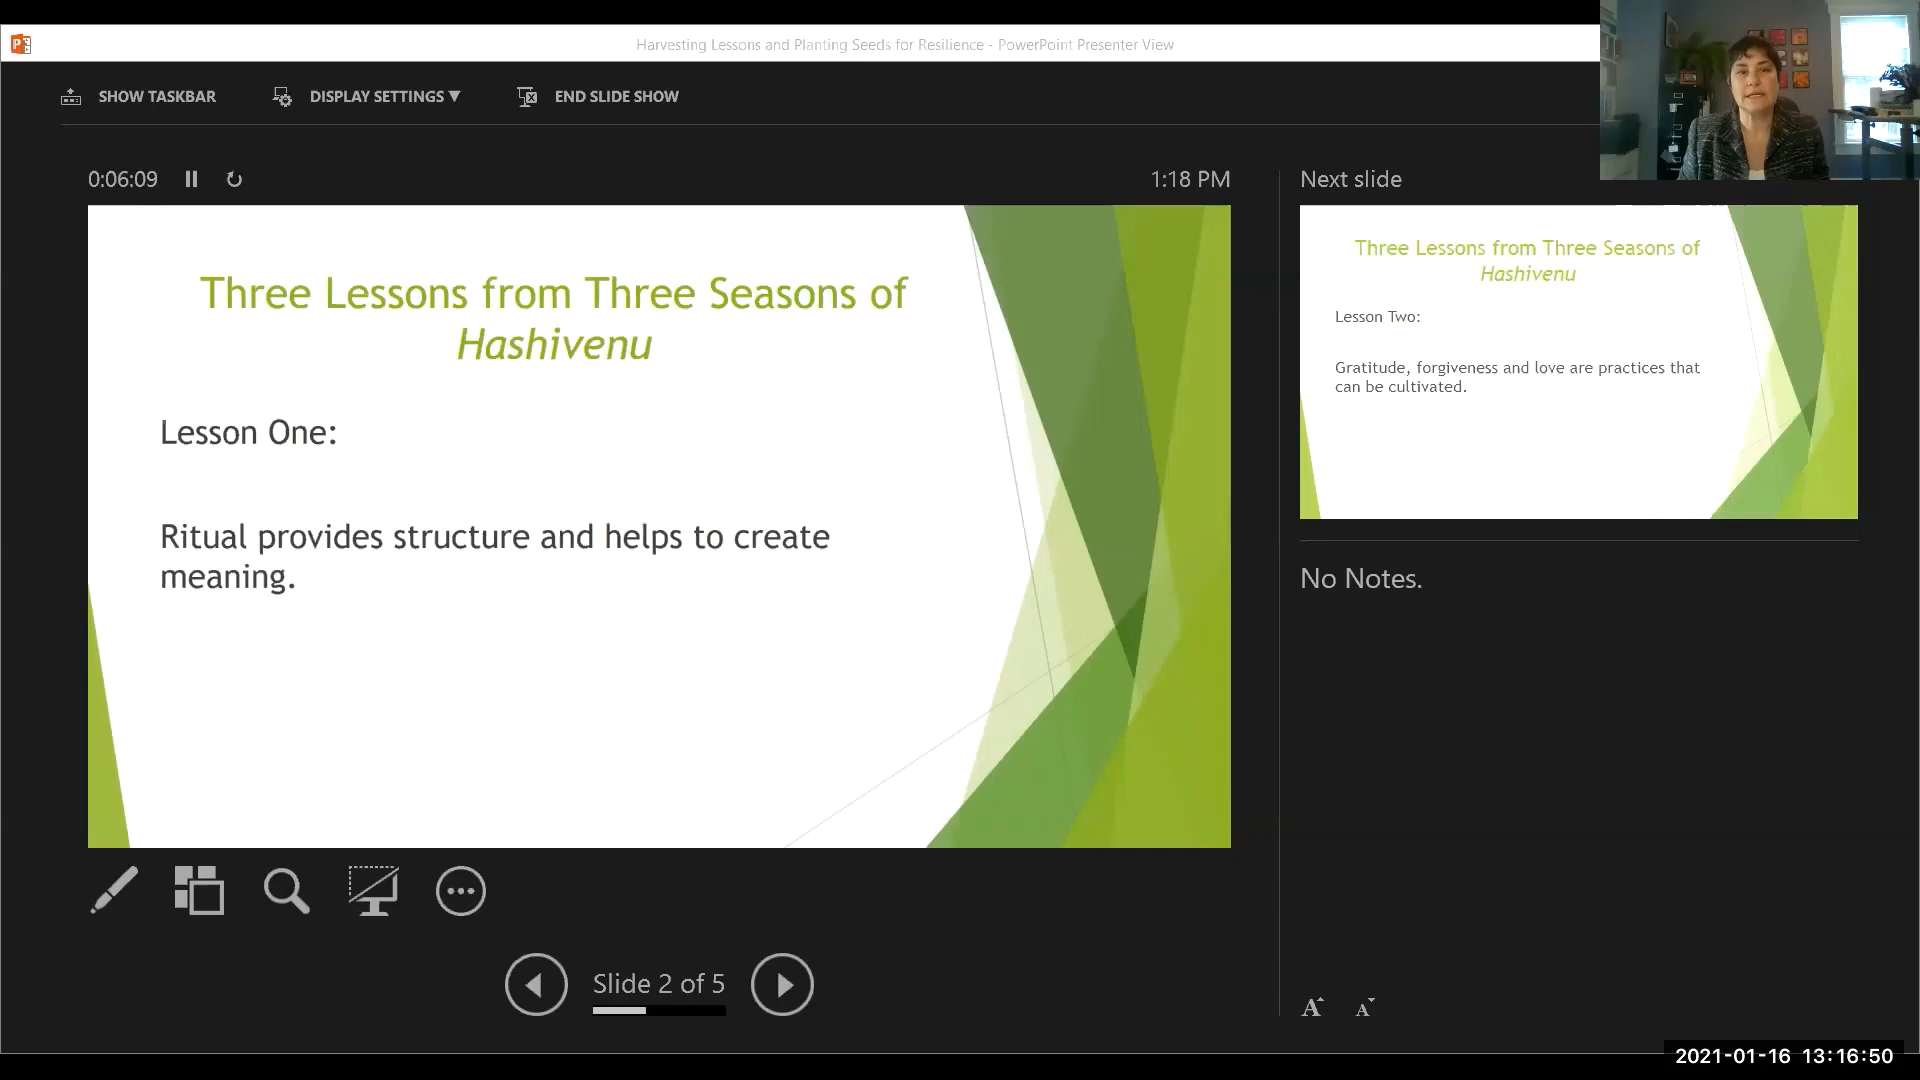 Harvesting Lessons and Planting Seeds for Resilience - PowerPoint Presenter View
SHOW TASKBAR
DISPLAY SETTINGS ▼
END SLIDE SHOW
0:06:09
1:18 PM
Three Lessons from Three Seasons of
Hashivenu
Lesson One:
Ritual provides structure and helps to create
meaning.
Slide 2 of 5
Next slide
Three Lessons from Three Seasons of
Hashivenu
Lesson Two:
Gratitude, forgiveness and love are practices that
can be cultivated.
No Notes.
A A
2021-01-16 13:16:50